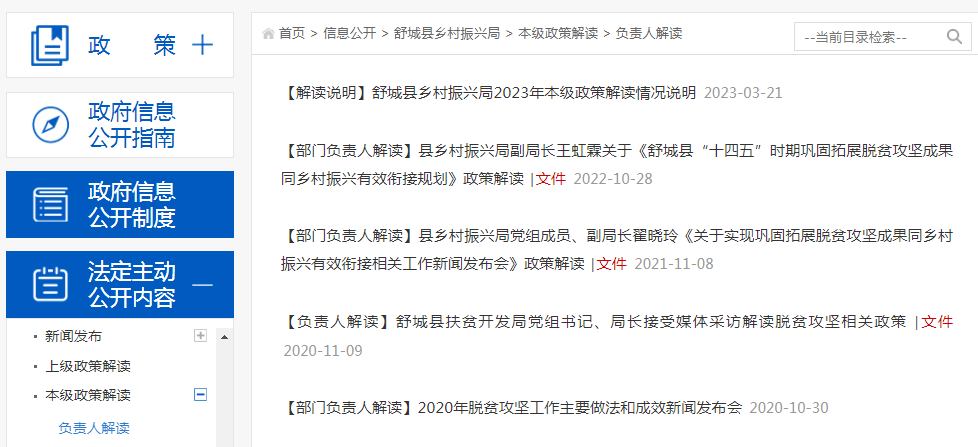 政 策
政府信息
公开指南
政府信息
公开制度
法定主动
公开内容
新闻发布
上级政策解读
本级政策解读
负责人解读
首页 > 信息公开 > 舒城县乡村振兴局 > 本级政策解读 > 负责人解读
--当前目录检索--
【解读说明】舒城县乡村振兴局2023年本级政策解读情况说明 2023-03-21
【部门负责人解读】县乡村振兴局副局长王虹霖关于《舒城县“十四五”时期巩固拓展脱贫攻坚成果
同乡村振兴有效衔接规划》政策解读 |文件 2022-10-28
【部门负责人解读】县乡村振兴局党组成员、副局长翟晓玲《关于实现巩固拓展脱贫攻坚成果同乡村
振兴有效衔接相关工作新闻发布会》政策解读 |文件 2021-11-08
【负责人解读】舒城县扶贫开发局党组书记、局长接受媒体采访解读脱贫攻坚相关政策 |文件
2020-11-09
【部门负责人解读】2020年脱贫攻坚工作主要做法和成效新闻发布会 2020-10-30